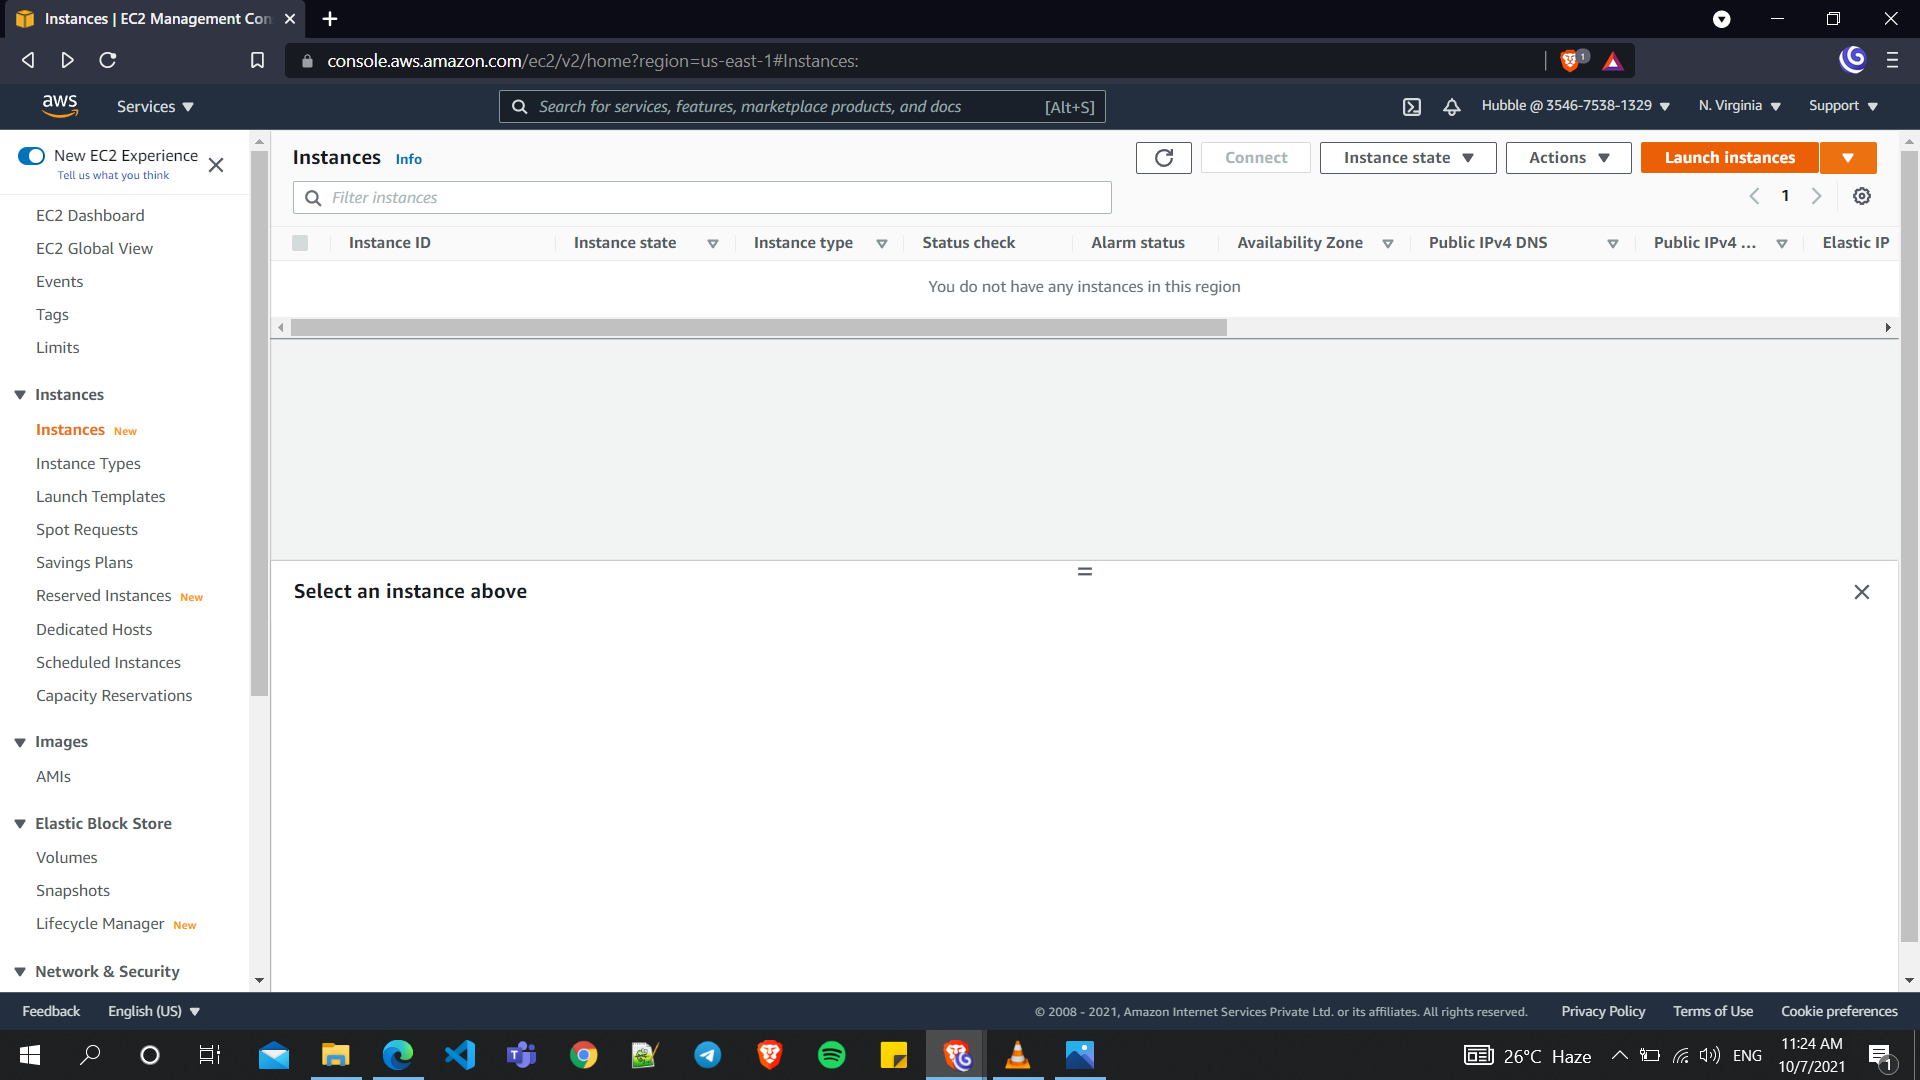 Instances | EC2 Management Con
console.aws.amazon.com/ec2/v2/home?region=us-east-1#Instances:
1
aws
Services
Search for services, features, marketplace products, and docs
[Alt+S]
Hubble @ 3546-7538-1329
N. Virginia
Support
New EC2 Experience
Tell us what you think
EC2 Dashboard
EC2 Global View
Events
Tags
Limits
Instances
Instances New
Instance Types
Launch Templates
Spot Requests
Savings Plans
Reserved Instances New
Dedicated Hosts
Scheduled Instances
Capacity Reservations
Images
AMIs
Elastic Block Store
Volumes
Snapshots
Lifecycle Manager New
Network & Security
Instances Info
Connect
Instance state
Actions
Launch instances
Filter instances
1
Instance ID
Instance state
Instance type
Status check
Alarm status
Availability Zone
Public IPv4 DNS
Public IPv4 ...
Elastic IP
You do not have any instances in this region
Select an instance above
Feedback
English (US)
© 2008 - 2021, Amazon Internet Services Private Ltd. or its affiliates. All rights reserved.
Privacy Policy
Terms of Use
Cookie preferences
26°C Haze
ENG
11:24 AM
10/7/2021
1